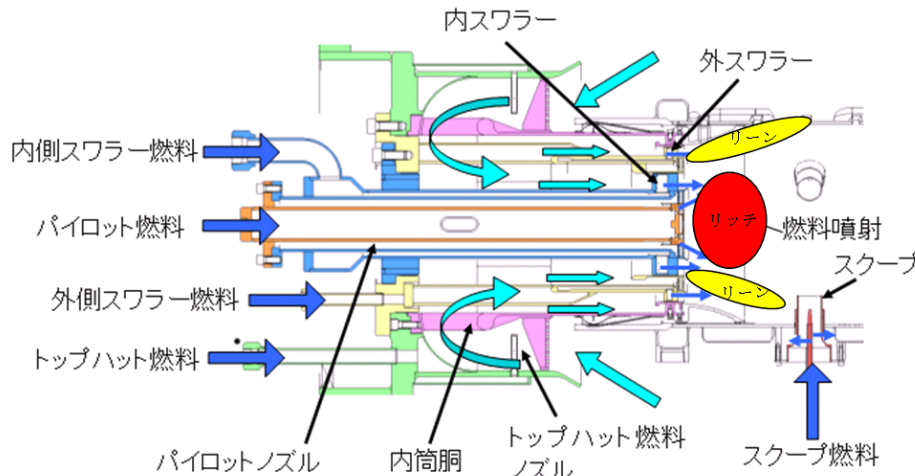 内スワラー
外スワラー
リーン
内側スワラー燃料
パイロット燃料
リッチ
燃料噴射
スクープ
外側スワラー燃料
リーン
トップハット燃料
パイロットノズル
内筒胴
トップハット燃料
ノズル
スクープ燃料